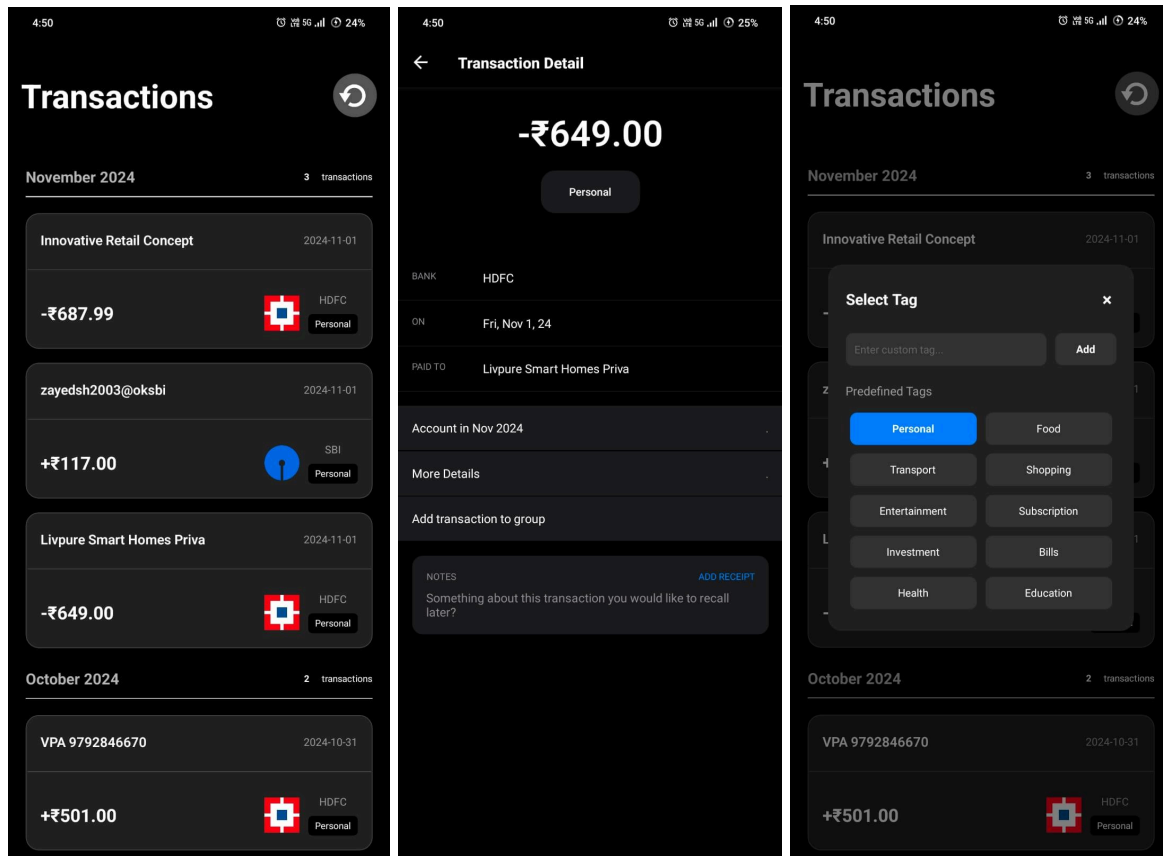 4:50 5G 24%
Transactions
November 2024 3 transactions
Innovative Retail Concept 2024-11-01
HDFC
-₹687.99
Personal
zayedsh2003@oksbi 2024-11-01
SBI
+₹117.00
Personal
Livpure Smart Homes Priva 2024-11-01
HDFC
-₹649.00
Personal
October 2024 2 transactions
VPA 9792846670 2024-10-31
HDFC
+₹501.00
Personal
4:50 5G 25%
Transaction Detail
-₹649.00
Personal
BANK HDFC
ON Fri, Nov 1, 24
PAID TO Livpure Smart Homes Priva
Account in Nov 2024 .
More Details .
Add transaction to group
NOTES ADD RECEIPT
Something about this transaction you would like to recall
later?
4:50 5G 24%
Transactions
November 2024 3 transactions
Innovative Retail Concept 2024-11-01
Select Tag ×
Enter custom tag... Add
Predefined Tags
Personal Food
Transport Shopping
Entertainment Subscription
Investment Bills
Health Education
October 2024 2 transactions
VPA 9792846670 2024-10-31
HDFC
+₹501.00
Personal